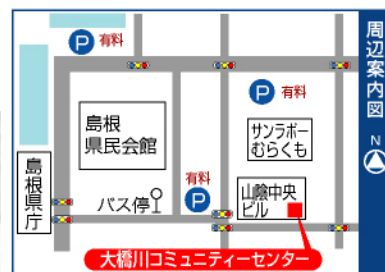 周辺案内図
N
P 有料
P 有料
島根
県民会館
サンラポー
むらくも
島根県庁
バス停
有料
P
山陰中央
ビル
大橋川コミュニティーセンター